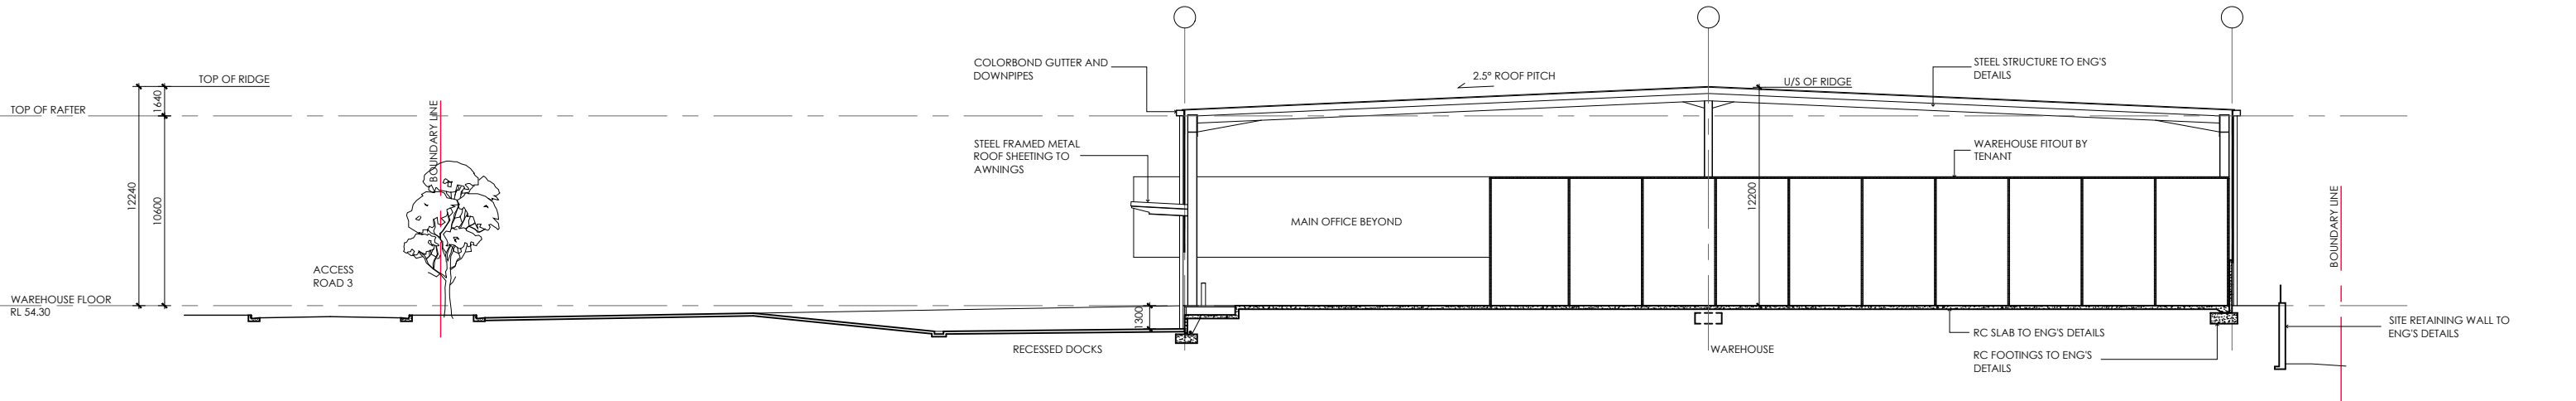 TOP OF RIDGE
TOP OF RAFTER
1640
12240
10600
BOUNDARY LINE
ACCESS
ROAD 3
WAREHOUSE FLOOR
RL 54.30
COLORBOND GUTTER AND
DOWNPIPES
STEEL FRAMED METAL
ROOF SHEETING TO
AWNINGS
1300
RECESSED DOCKS
2.5° ROOF PITCH
U/S OF RIDGE
STEEL STRUCTURE TO ENG'S
DETAILS
WAREHOUSE FITOUT BY
TENANT
MAIN OFFICE BEYOND
12200
WAREHOUSE
RC SLAB TO ENG'S DETAILS
RC FOOTINGS TO ENG'S
DETAILS
BOUNDARY LINE
SITE RETAINING WALL TO
ENG'S DETAILS